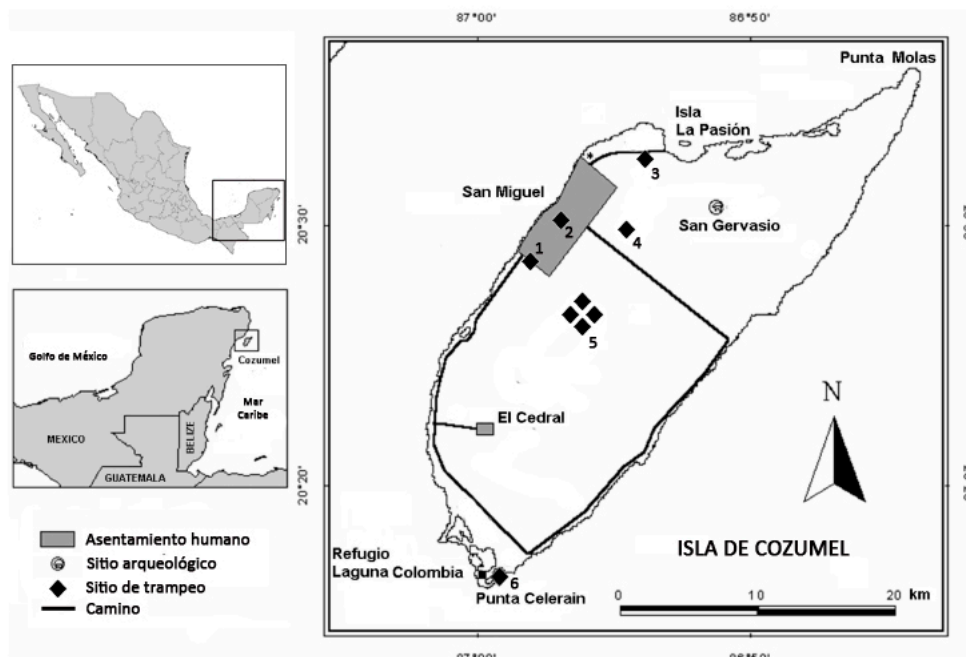 87°00'
86°50'
Punta Molas
Isla
La Pasión
3
San Miguel
San Gervasio
2
4
1
20°30'
5
Golfo de México
Cozumel
Mar
Caribe
MEXICO
BELIZE
GUATEMALA
El Cedral
N
20°20'
Asentamiento humano
Sitio arqueológico
Sitio de trampeo
Camino
Refugio
Laguna Colombia
6
Punta Celerain
ISLA DE COZUMEL
0 10 20 km